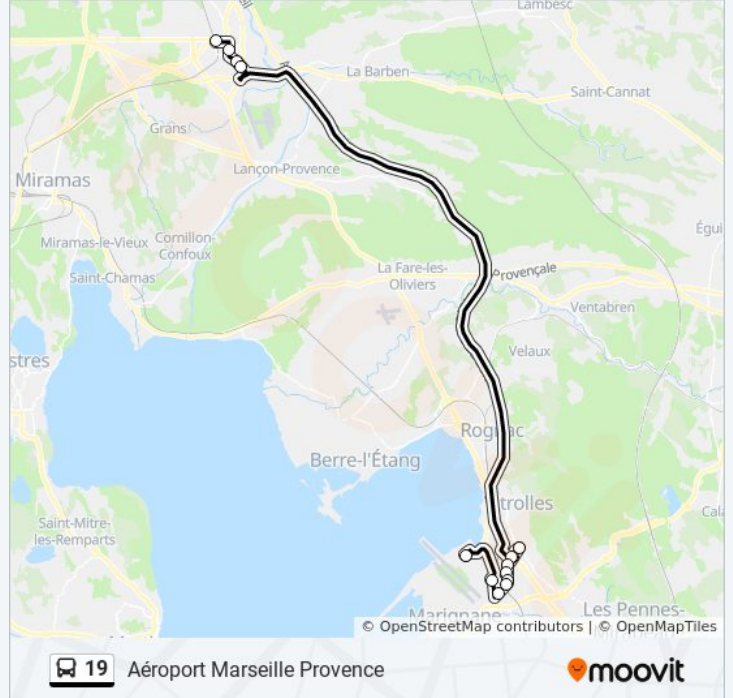 Lambesc
La Barben
Saint-Cannat
Grans
Lançon-Provence
Miramas
Égui
Miramas-le-Vieux
Cornillon-
Confoux
Saint-Chamas
La Fare-les-
Oliviers
Provençale
Ventabren
stres
Velaux
Rognac
Berre-l'Étang
trolles
Saint-Mitre-
les-Remparts
Cala
Marignane
Les Pennes-
© OpenStreetMap contributors | © OpenMapTiles
19 Aéroport Marseille Provence
moovit